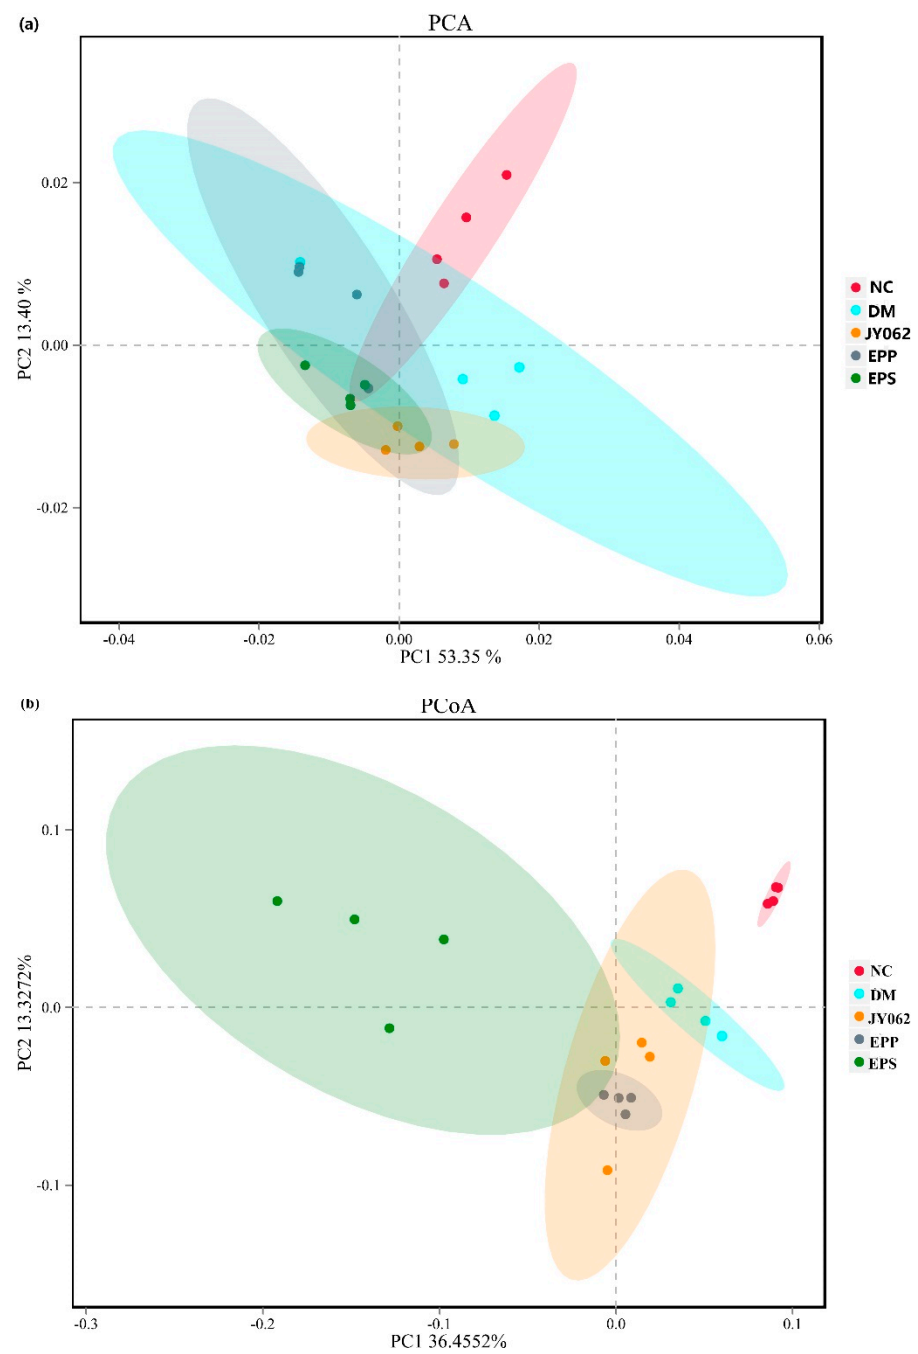 (a)
PCA
0.02
0.00
-0.02
PC2 13.40 %
-0.04
-0.02
0.00
0.02
0.04
0.06
PC1 53.35 %
NC
DM
JY062
EPP
EPS
(b)
PCoA
0.1
0.0
-0.1
PC2 13.3272%
-0.3
-0.2
-0.1
0.0
0.1
PC1 36.4552%
NC
DM
JY062
EPP
EPS